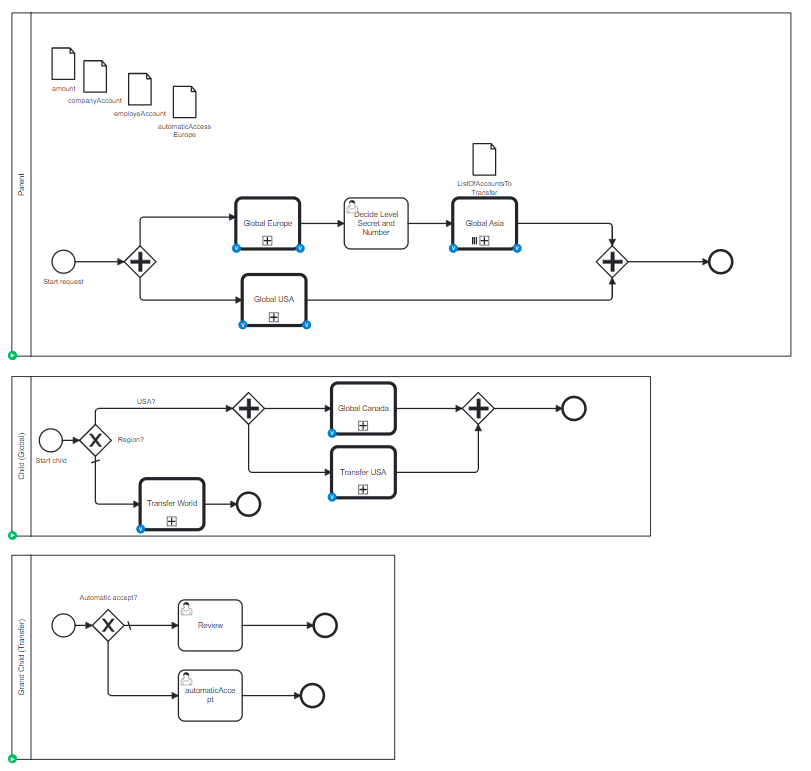 Parent
amount
companyAccount
employeAccount
automaticAccess
Europe
ListOfAccountsTo
Transfer
Global Europe
Decide Level
Secret and
Number
Global Asia
Start request
Global USA
Child (Global)
USA?
Global Canada
Region?
Start child
Transfer USA
Transfer World
Grand Child (Transfer)
Automatic accept?
Review
automaticAcce
pt